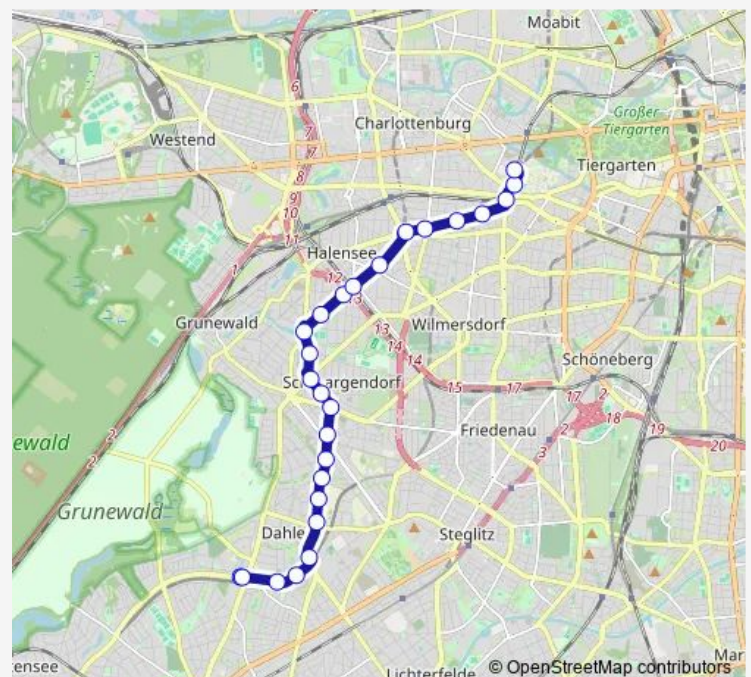 Moabit
6
Großer
Tiergarten
Charlottenburg
7
Westend
7
Tiergarten
8
9
10
11
Halensee
1
12
13
Grunewald
13
Wilmersdorf
14
14
Schöneberg
15
17
17
2
18
19
20
2
3
Friedenau
ewald
2
2
Grunewald
Steglitz
Lichterfelde
© OpenStreetMap contributors